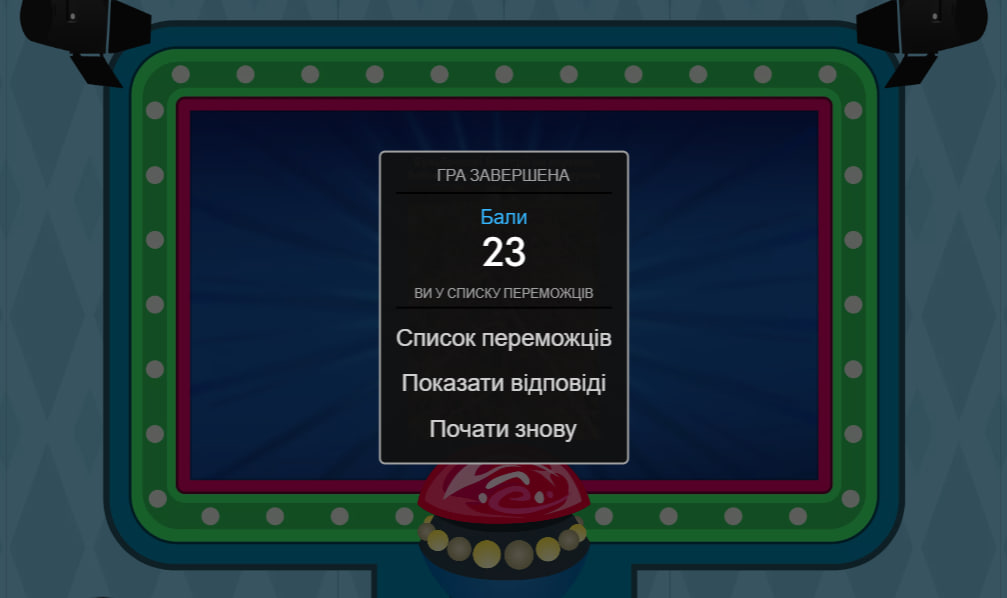 ГРА ЗАВЕРШЕНА
Бали
23
ВИ У СПИСКУ ПЕРЕМОЖЦІВ
Список переможців
Показати відповіді
Почати знову